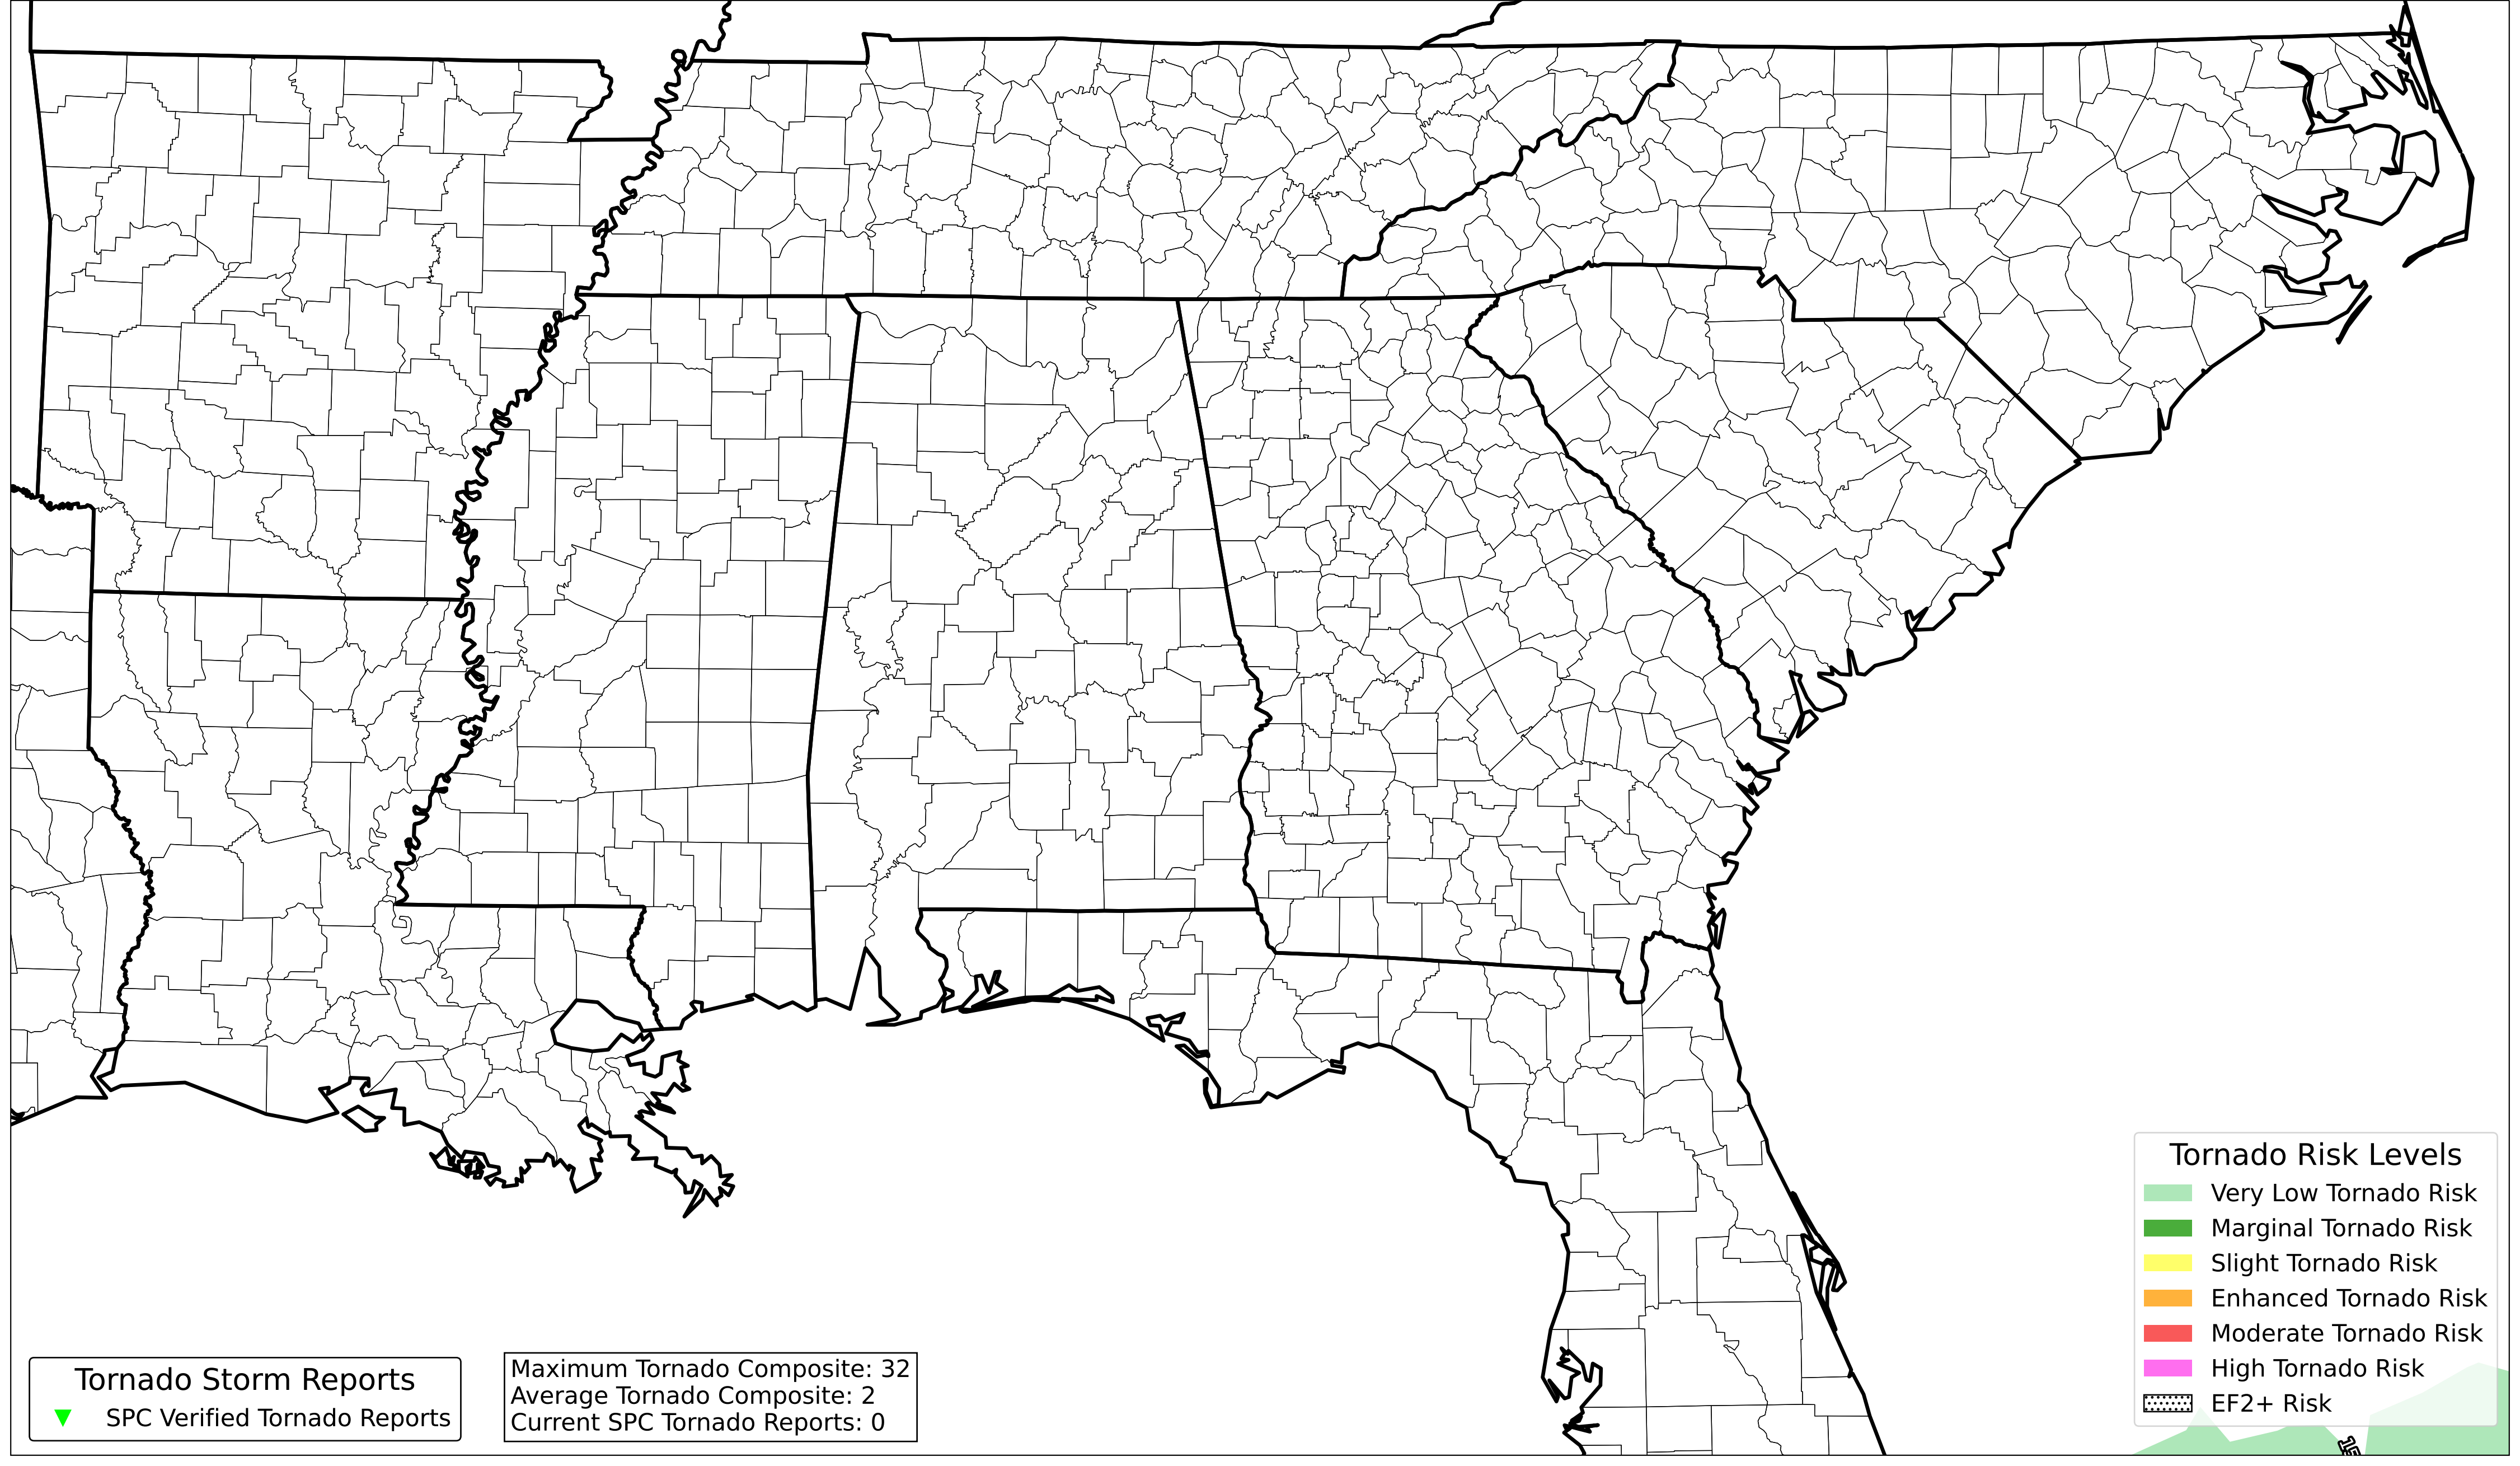 Tornado Risk Levels
Very Low Tornado Risk
Marginal Tornado Risk
Slight Tornado Risk
Enhanced Tornado Risk
Moderate Tornado Risk
High Tornado Risk
EF2+ Risk
Tornado Storm Reports
SPC Verified Tornado Reports
Maximum Tornado Composite: 32
Average Tornado Composite: 2
Current SPC Tornado Reports: 0